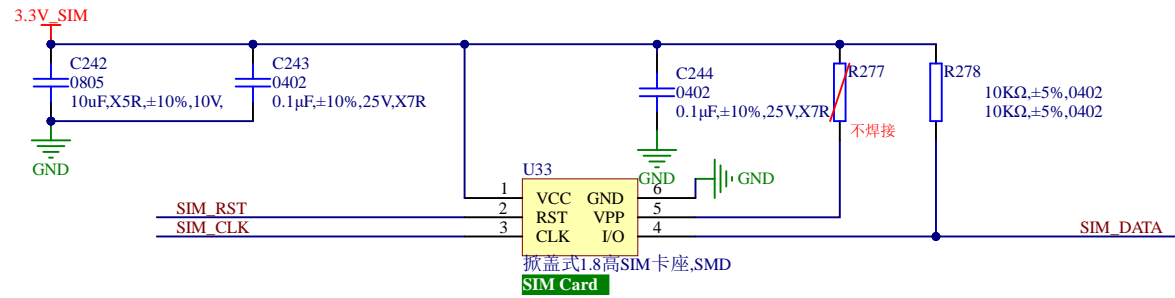 3.3V_SIM
C242
0805
10uF,X5R,±10%,10V,
C243
0402
0.1μF,±10%,25V,X7R
C244
0402
0.1μF,±10%,25V,X7R
R277
不焊接
R278
10KΩ,±5%,0402
10KΩ,±5%,0402
GND
GND
GND
U33
1
VCC
GND
6
SIM_RST
2
RST
VPP
5
SIM_CLK
3
CLK
I/O
4
SIM_DATA
掀盖式1.8高SIM卡座,SMD
SIM Card